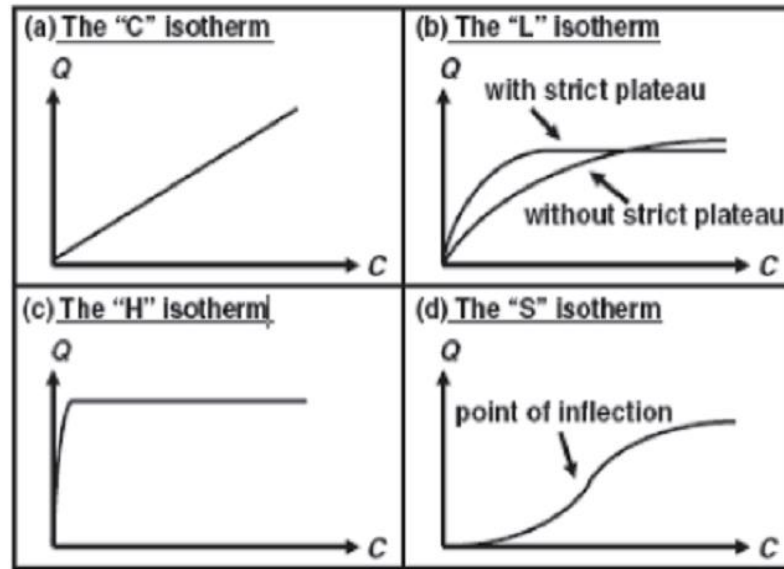 (a) The “C” isotherm
Q
C
(b) The “L” isotherm
Q
with strict plateau
without strict plateau
C
(c) The “H” isotherm
Q
C
(d) The “S” isotherm
Q
point of inflection
C